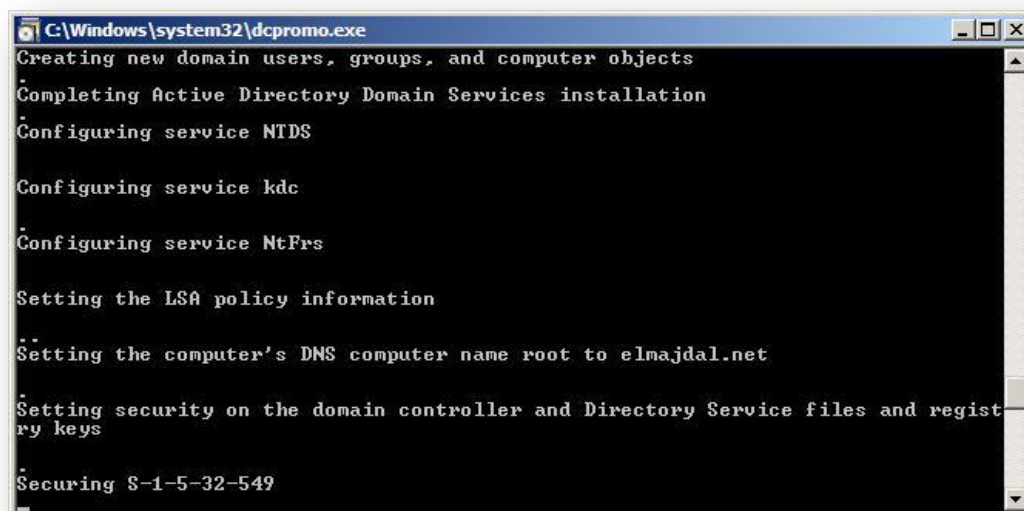 C:\Windows\system32\dcpromo.exe
Creating new domain users, groups, and computer objects
.
Completing Active Directory Domain Services installation
.
Configuring service NTDS
Configuring service kdc
.
Configuring service NtFrs
Setting the LSA policy information
..
Setting the computer's DNS computer name root to elmajdal.net
.
Setting security on the domain controller and Directory Service files and regist
ry keys
.
Securing S-1-5-32-549